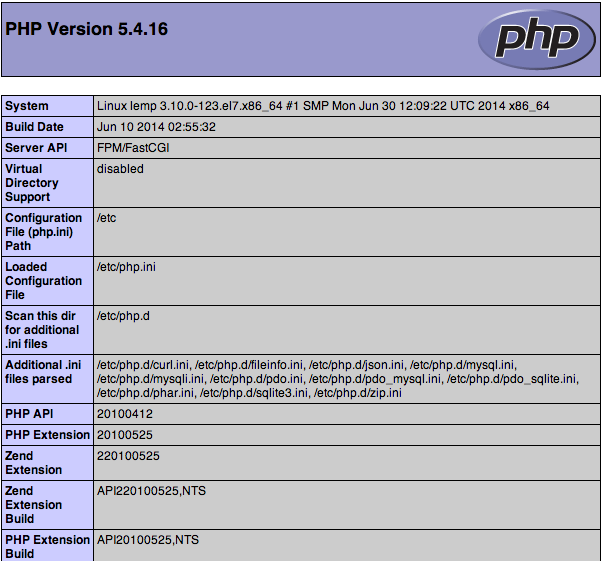 PHP Version 5.4.16
php
System Linux lemp 3.10.0-123.el7.x86_64 #1 SMP Mon Jun 30 12:09:22 UTC 2014 x86_64
Build Date Jun 10 2014 02:55:32
Server API FPM/FastCGI
Virtual disabled
Directory
Support
Configuration /etc
File (php.ini)
Path
Loaded /etc/php.ini
Configuration
File
Scan this dir /etc/php.d
for additional
.ini files
Additional .ini /etc/php.d/curl.ini, /etc/php.d/fileinfo.ini, /etc/php.d/json.ini, /etc/php.d/mysql.ini,
files parsed /etc/php.d/mysqli.ini, /etc/php.d/pdo.ini, /etc/php.d/pdo_mysql.ini, /etc/php.d/pdo_sqlite.ini,
/etc/php.d/phar.ini, /etc/php.d/sqlite3.ini, /etc/php.d/zip.ini
PHP API 20100412
PHP Extension 20100525
Zend 220100525
Extension
Zend API220100525,NTS
Extension
Build
PHP Extension API20100525,NTS
Build